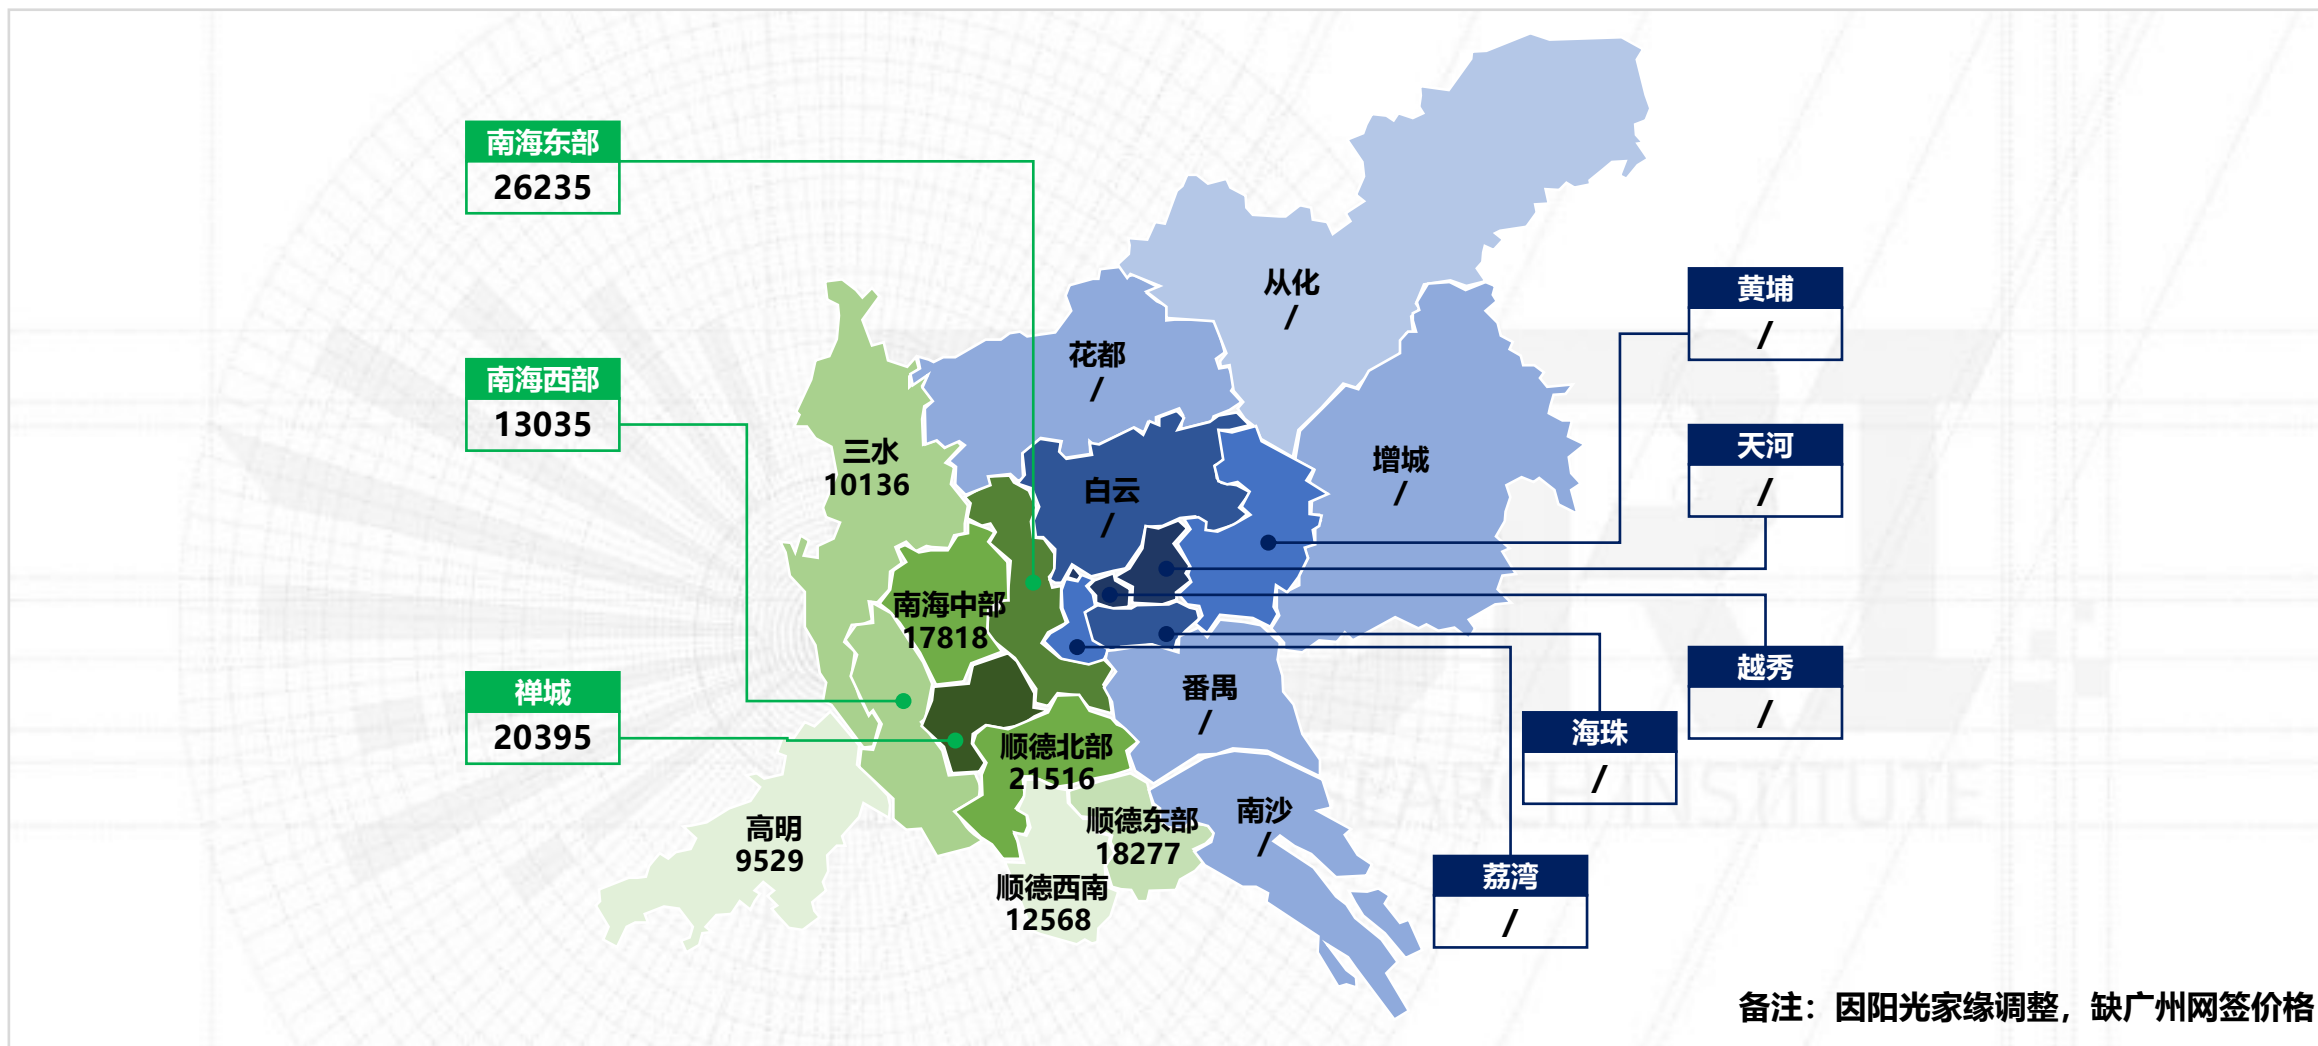 南海东部
26235
南海西部
13035
禅城
20395
从化
/
花都
/
三水
10136
白云
/
增城
/
南海中部
17818
番禺
/
顺德北部
21516
顺德东部
18277
南沙
/
高明
9529
顺德西南
12568
黄埔
/
天河
/
越秀
/
海珠
/
荔湾
/
EARCH INSTITUTE
备注：因阳光家缘调整，缺广州网签价格